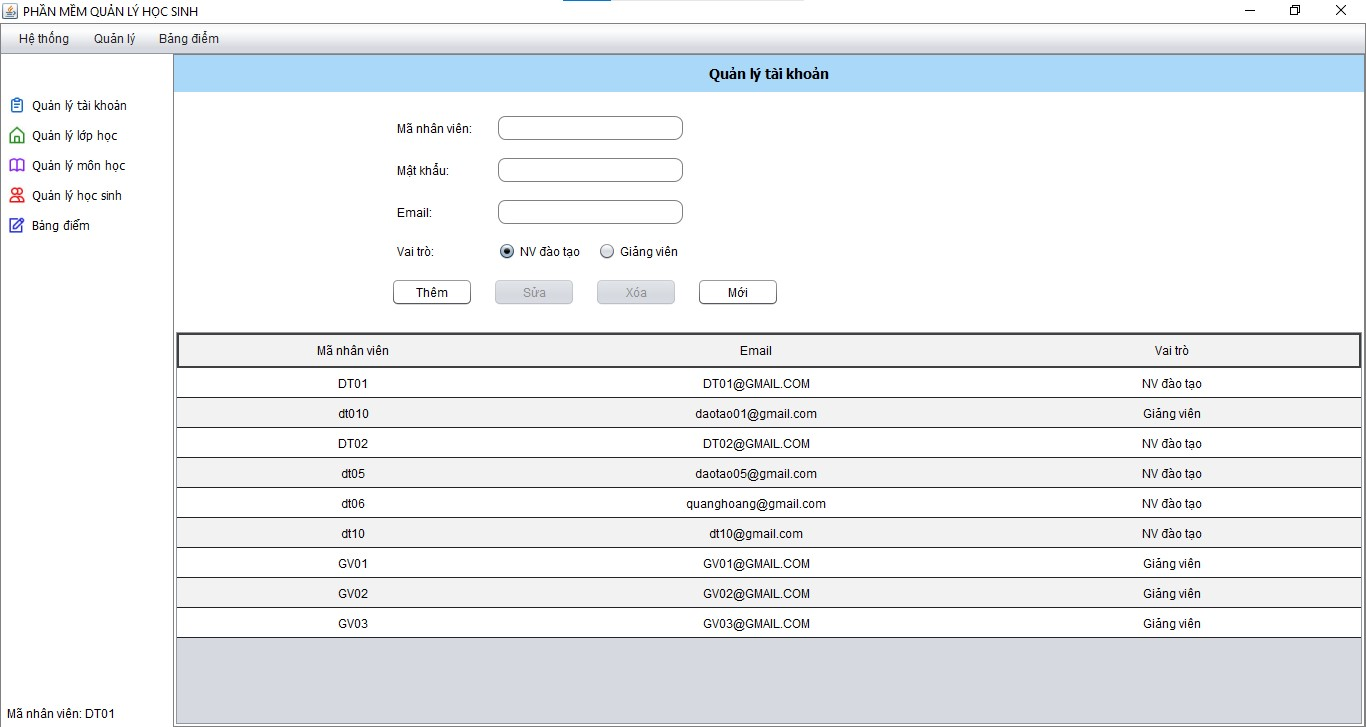 PHẦN MỀM QUẢN LÝ HỌC SINH
Hệ thống Quản lý Bảng điểm
Quản lý tài khoản
Quản lý lớp học
Quản lý môn học
Quản lý học sinh
Bảng điểm
Mã nhân viên: DT01
Quản lý tài khoản
Mã nhân viên:
Mật khẩu:
Email:
Vai trò: NV đào tạo Giảng viên
Thêm Sửa Xóa Mới
Mã nhân viên Email Vai trò
DT01 DT01@GMAIL.COM NV đào tạo
dt010 daotao01@gmail.com Giảng viên
DT02 DT02@GMAIL.COM NV đào tạo
dt05 daotao05@gmail.com NV đào tạo
dt06 quanghoang@gmail.com NV đào tạo
dt10 dt10@gmail.com NV đào tạo
GV01 GV01@GMAIL.COM Giảng viên
GV02 GV02@GMAIL.COM Giảng viên
GV03 GV03@GMAIL.COM Giảng viên